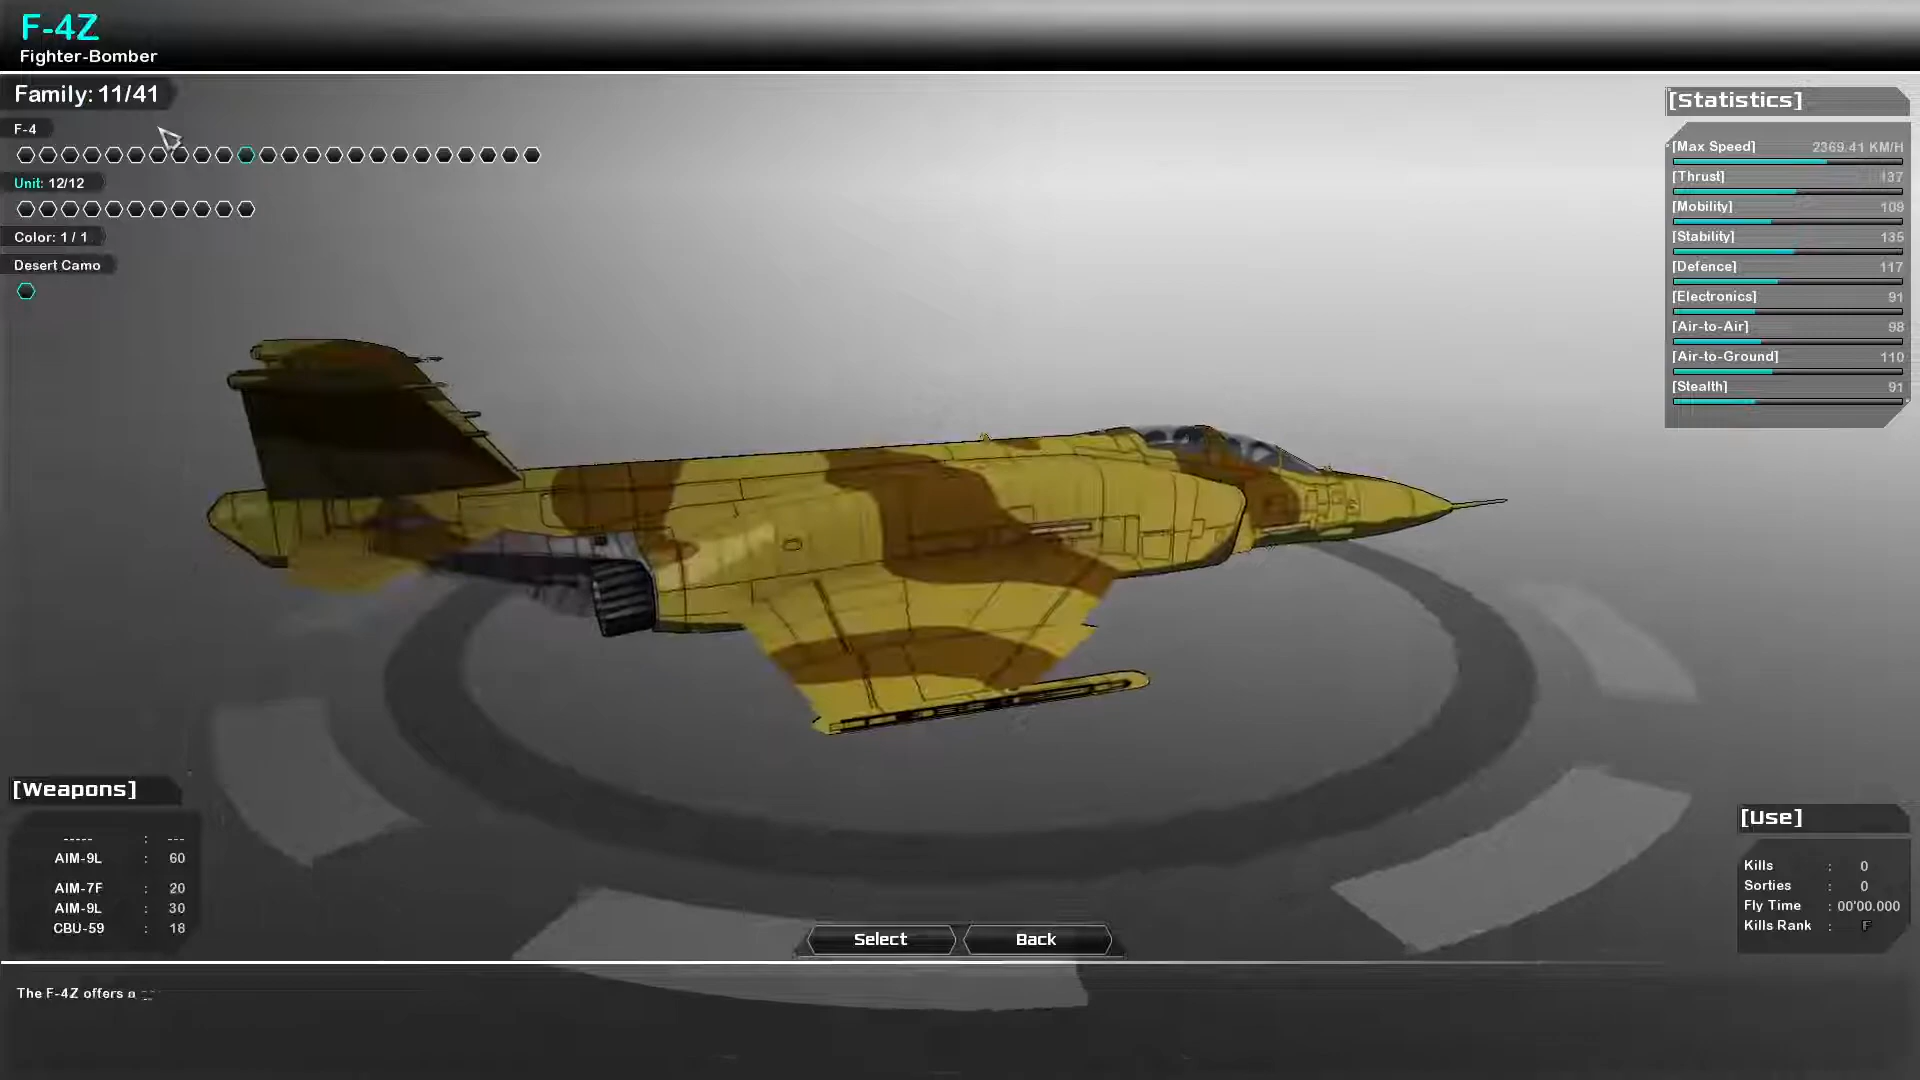 F-4Z
Fighter-Bomber
Family: 11/41
F-4
Unit: 12/12
Color: 1 / 1
Desert Camo
[Statistics]
[Max Speed] 2369.41 KM/H
[Thrust] 137
[Mobility] 109
[Stability] 135
[Defence] 117
[Electronics] 91
[Air-to-Air] 98
[Air-to-Ground] 110
[Stealth] 91
[Weapons]
----- : ---
AIM-9L : 60
AIM-7F : 20
AIM-9L : 30
CBU-59 : 18
[Use]
Kills : 0
Sorties : 0
Fly Time : 00'00.000
Kills Rank : F
Select
Back
The F-4Z offers a